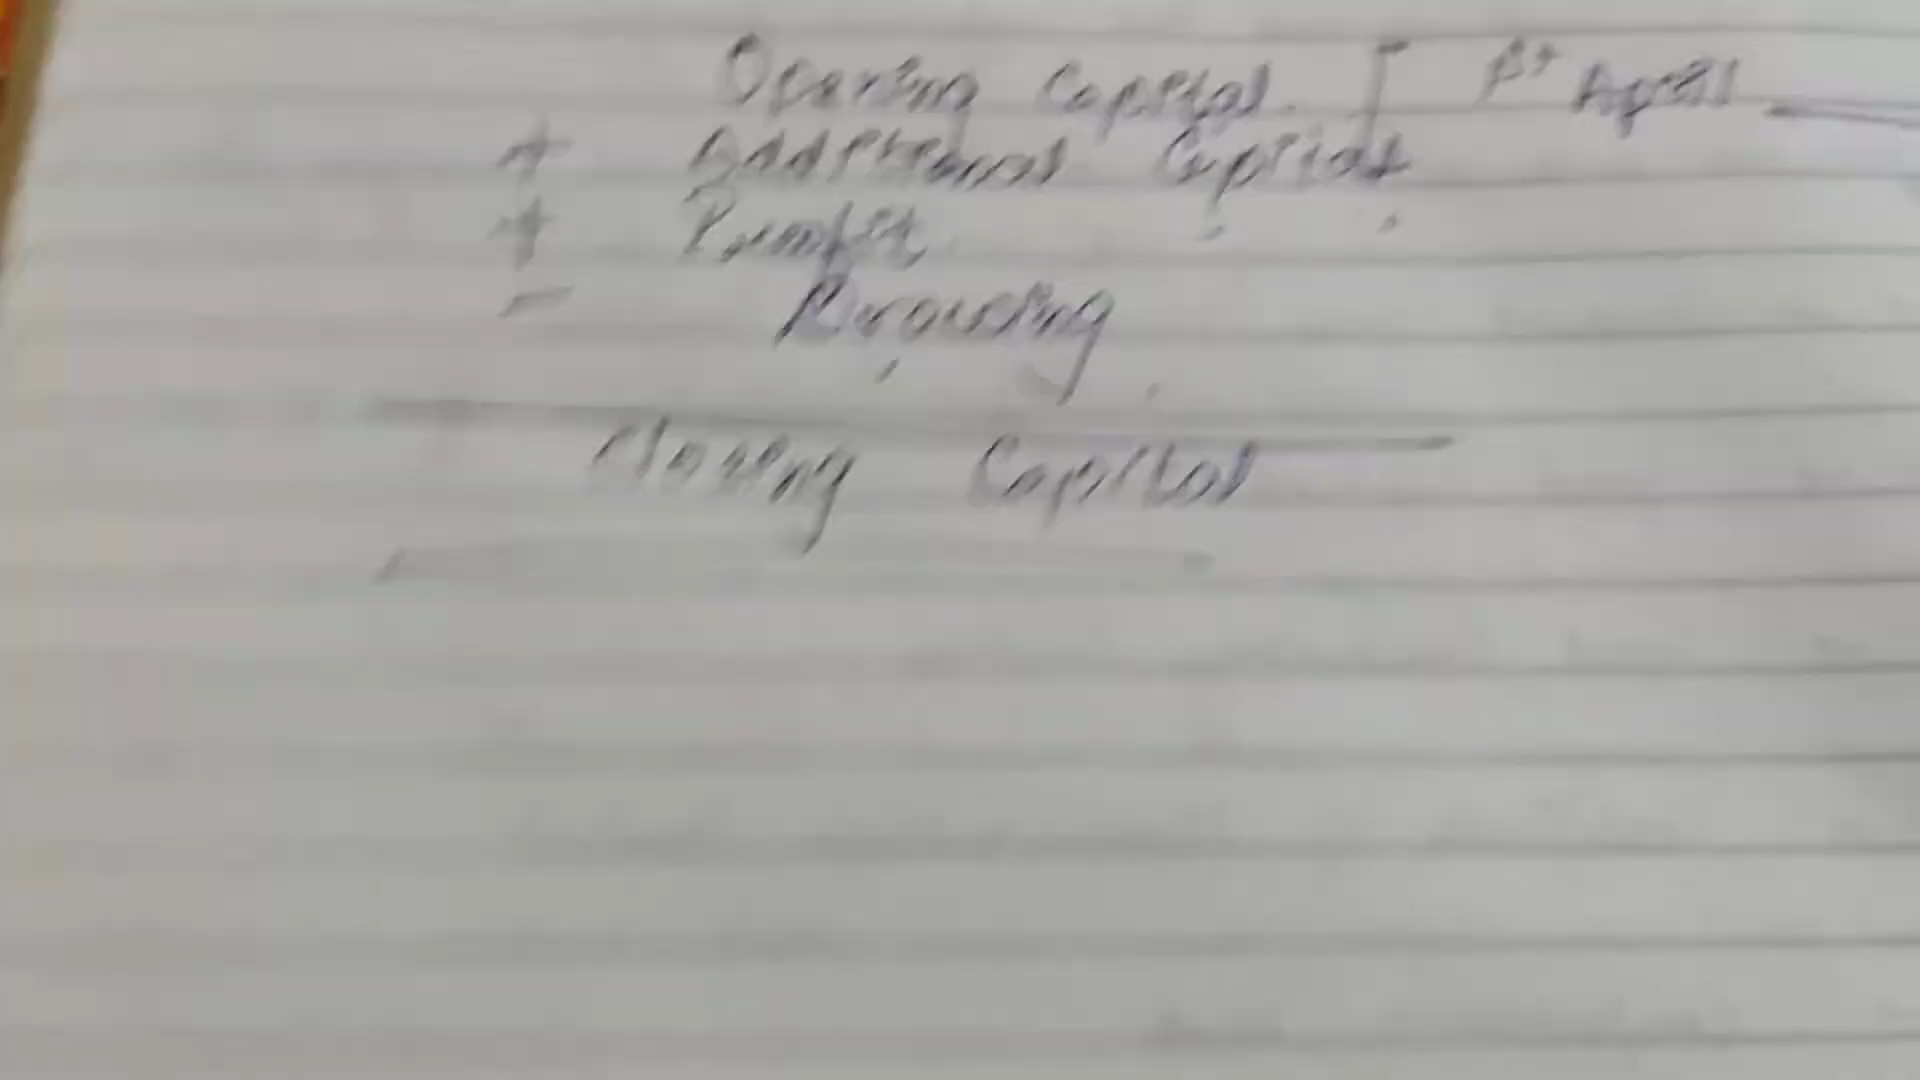 Opening Capital [ 1st April
+ Additional Capital
+ Profit
- Drawing
Closing Capital